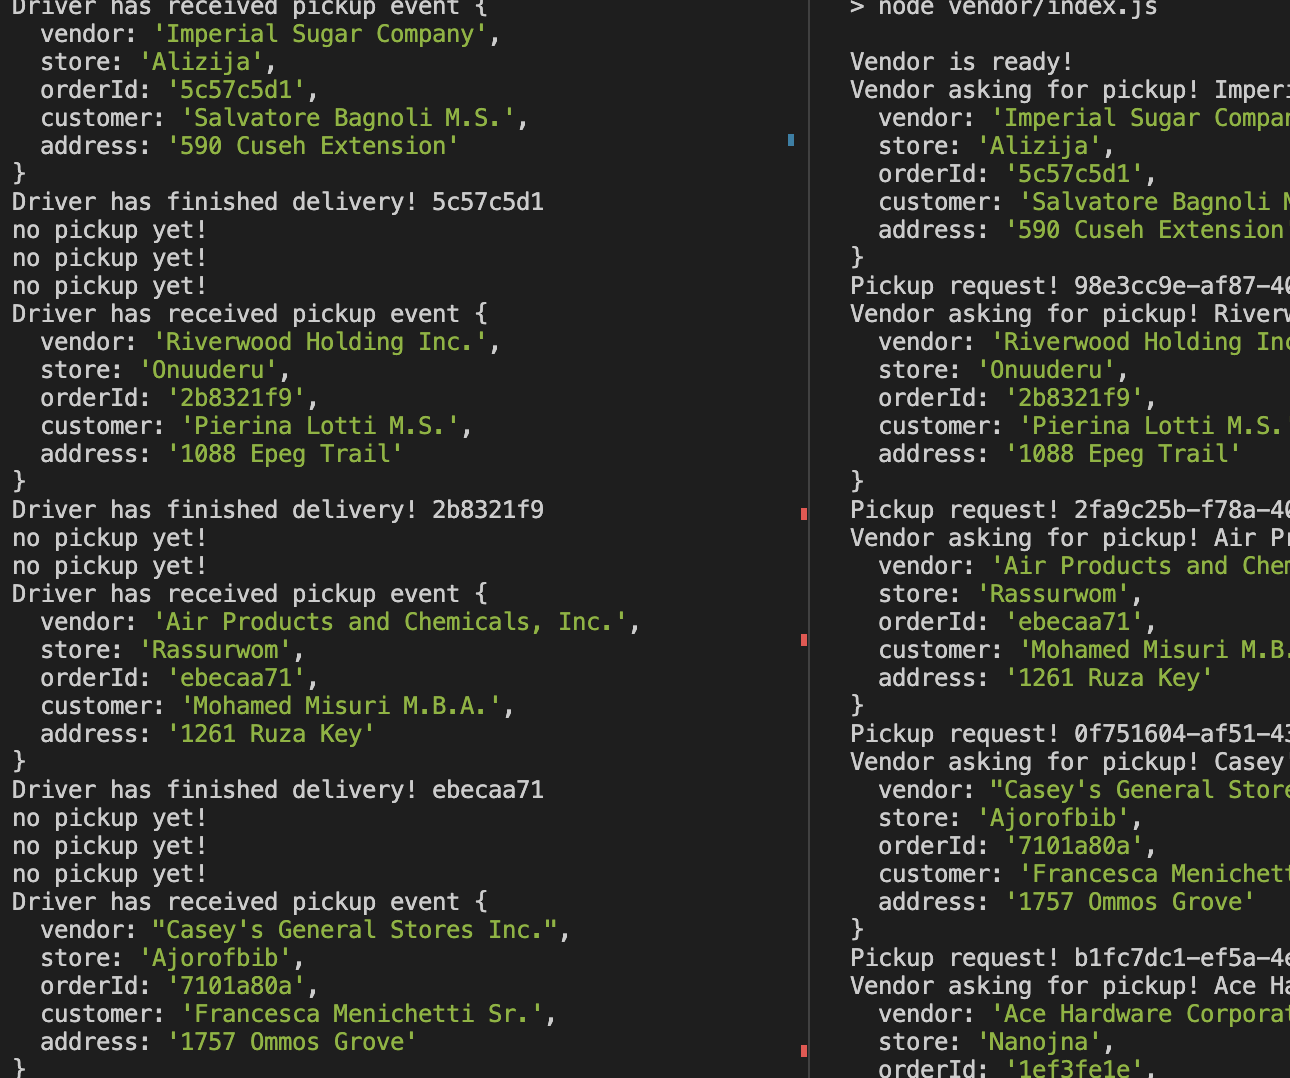 Driver has received pickup event {
vendor: 'Imperial Sugar Company',
store: 'Alizija',
orderId: '5c57c5d1',
customer: 'Salvatore Bagnoli M.S.',
address: '590 Cuseh Extension'
}
Driver has finished delivery! 5c57c5d1
no pickup yet!
no pickup yet!
no pickup yet!
Driver has received pickup event {
vendor: 'Riverwood Holding Inc.',
store: 'Onuuderu',
orderId: '2b8321f9',
customer: 'Pierina Lotti M.S.',
address: '1088 Epeg Trail'
}
Driver has finished delivery! 2b8321f9
no pickup yet!
no pickup yet!
Driver has received pickup event {
vendor: 'Air Products and Chemicals, Inc.',
store: 'Rassurwom',
orderId: 'ebecaa71',
customer: 'Mohamed Misuri M.B.A.',
address: '1261 Ruza Key'
}
Driver has finished delivery! ebecaa71
no pickup yet!
no pickup yet!
no pickup yet!
Driver has received pickup event {
vendor: "Casey's General Stores Inc.",
store: 'Ajorofbib',
orderId: '7101a80a',
customer: 'Francesca Menichetti Sr.',
address: '1757 Ommos Grove'
}
> node vendor/index.js
Vendor is ready!
Vendor asking for pickup! Imperi
vendor: 'Imperial Sugar Compan
store: 'Alizija',
orderId: '5c57c5d1',
customer: 'Salvatore Bagnoli M
address: '590 Cuseh Extension
}
Pickup request! 98e3cc9e-af87-40
Vendor asking for pickup! Riverw
vendor: 'Riverwood Holding Inc
store: 'Onuuderu',
orderId: '2b8321f9',
customer: 'Pierina Lotti M.S.
address: '1088 Epeg Trail'
}
Pickup request! 2fa9c25b-f78a-40
Vendor asking for pickup! Air Pr
vendor: 'Air Products and Chem
store: 'Rassurwom',
orderId: 'ebecaa71',
customer: 'Mohamed Misuri M.B.
address: '1261 Ruza Key'
}
Pickup request! 0f751604-af51-43
Vendor asking for pickup! Casey'
vendor: "Casey's General Store
store: 'Ajorofbib',
orderId: '7101a80a',
customer: 'Francesca Menichett
address: '1757 Ommos Grove'
}
Pickup request! b1fc7dc1-ef5a-4e
Vendor asking for pickup! Ace Ha
vendor: 'Ace Hardware Corporat
store: 'Nanojna',
orderId: '1ef3fe1e',